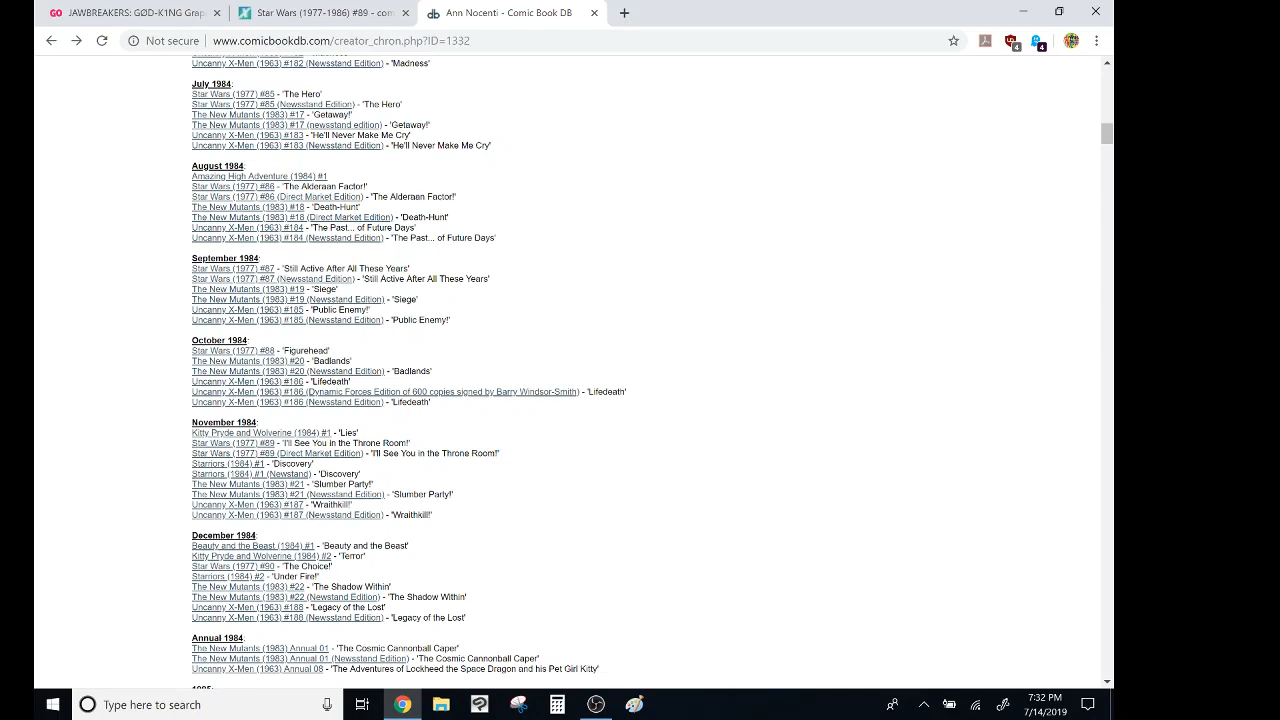 JAWBREAKERS: GØD-K1NG Grap
Star Wars (1977-1986) #89 - com
Ann Nocenti - Comic Book DB
Not secure
www.comicbookdb.com/creator_chron.php?ID=1332
4
4
Uncanny X-Men (1963) #182 (Newsstand Edition) - 'Madness'
July 1984:
Star Wars (1977) #85 - 'The Hero'
Star Wars (1977) #85 (Newsstand Edition) - 'The Hero'
The New Mutants (1983) #17 - 'Getaway!'
The New Mutants (1983) #17 (newsstand edition) - 'Getaway!'
Uncanny X-Men (1963) #183 - 'He'll Never Make Me Cry'
Uncanny X-Men (1963) #183 (Newsstand Edition) - 'He'll Never Make Me Cry'
August 1984:
Amazing High Adventure (1984) #1
Star Wars (1977) #86 - 'The Alderaan Factor!'
Star Wars (1977) #86 (Direct Market Edition) - 'The Alderaan Factor!'
The New Mutants (1983) #18 - 'Death-Hunt'
The New Mutants (1983) #18 (Direct Market Edition) - 'Death-Hunt'
Uncanny X-Men (1963) #184 - 'The Past... of Future Days'
Uncanny X-Men (1963) #184 (Newsstand Edition) - 'The Past... of Future Days'
September 1984:
Star Wars (1977) #87 - 'Still Active After All These Years'
Star Wars (1977) #87 (Newsstand Edition) - 'Still Active After All These Years'
The New Mutants (1983) #19 - 'Siege'
The New Mutants (1983) #19 (Newsstand Edition) - 'Siege'
Uncanny X-Men (1963) #185 - 'Public Enemy!'
Uncanny X-Men (1963) #185 (Newsstand Edition) - 'Public Enemy!'
October 1984:
Star Wars (1977) #88 - 'Figurehead'
The New Mutants (1983) #20 - 'Badlands'
The New Mutants (1983) #20 (Newsstand Edition) - 'Badlands'
Uncanny X-Men (1963) #186 - 'Lifedeath'
Uncanny X-Men (1963) #186 (Dynamic Forces Edition of 600 copies signed by Barry Windsor-Smith) - 'Lifedeath'
Uncanny X-Men (1963) #186 (Newsstand Edition) - 'Lifedeath'
November 1984:
Kitty Pryde and Wolverine (1984) #1 - 'Lies'
Star Wars (1977) #89 - 'I'll See You in the Throne Room!'
Star Wars (1977) #89 (Direct Market Edition) - 'I'll See You in the Throne Room!'
Starriors (1984) #1 - 'Discovery'
Starriors (1984) #1 (Newstand) - 'Discovery'
The New Mutants (1983) #21 - 'Slumber Party!'
The New Mutants (1983) #21 (Newsstand Edition) - 'Slumber Party!'
Uncanny X-Men (1963) #187 - 'Wraithkill!'
Uncanny X-Men (1963) #187 (Newsstand Edition) - 'Wraithkill!'
December 1984:
Beauty and the Beast (1984) #1 - 'Beauty and the Beast'
Kitty Pryde and Wolverine (1984) #2 - 'Terror'
Star Wars (1977) #90 - 'The Choice!'
Starriors (1984) #2 - 'Under Fire!'
The New Mutants (1983) #22 - 'The Shadow Within'
The New Mutants (1983) #22 (Newstand Edition) - 'The Shadow Within'
Uncanny X-Men (1963) #188 - 'Legacy of the Lost'
Uncanny X-Men (1963) #188 (Newsstand Edition) - 'Legacy of the Lost'
Annual 1984:
The New Mutants (1983) Annual 01 - 'The Cosmic Cannonball Caper'
The New Mutants (1983) Annual 01 (Newsstand Edition) - 'The Cosmic Cannonball Caper'
Uncanny X-Men (1963) Annual 08 - 'The Adventures of Lockheed the Space Dragon and his Pet Girl Kitty'
Type here to search
7:32 PM
7/14/2019